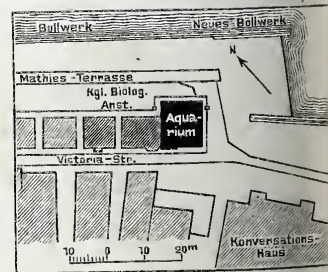 Bollwerk
Neues Bollwerk
N
Mathies-Terrasse
Kgl. Biolog.
Anst.
Aqua-
rium
Victoria-Str.
10 0 10 20m
Konversations-
Haus